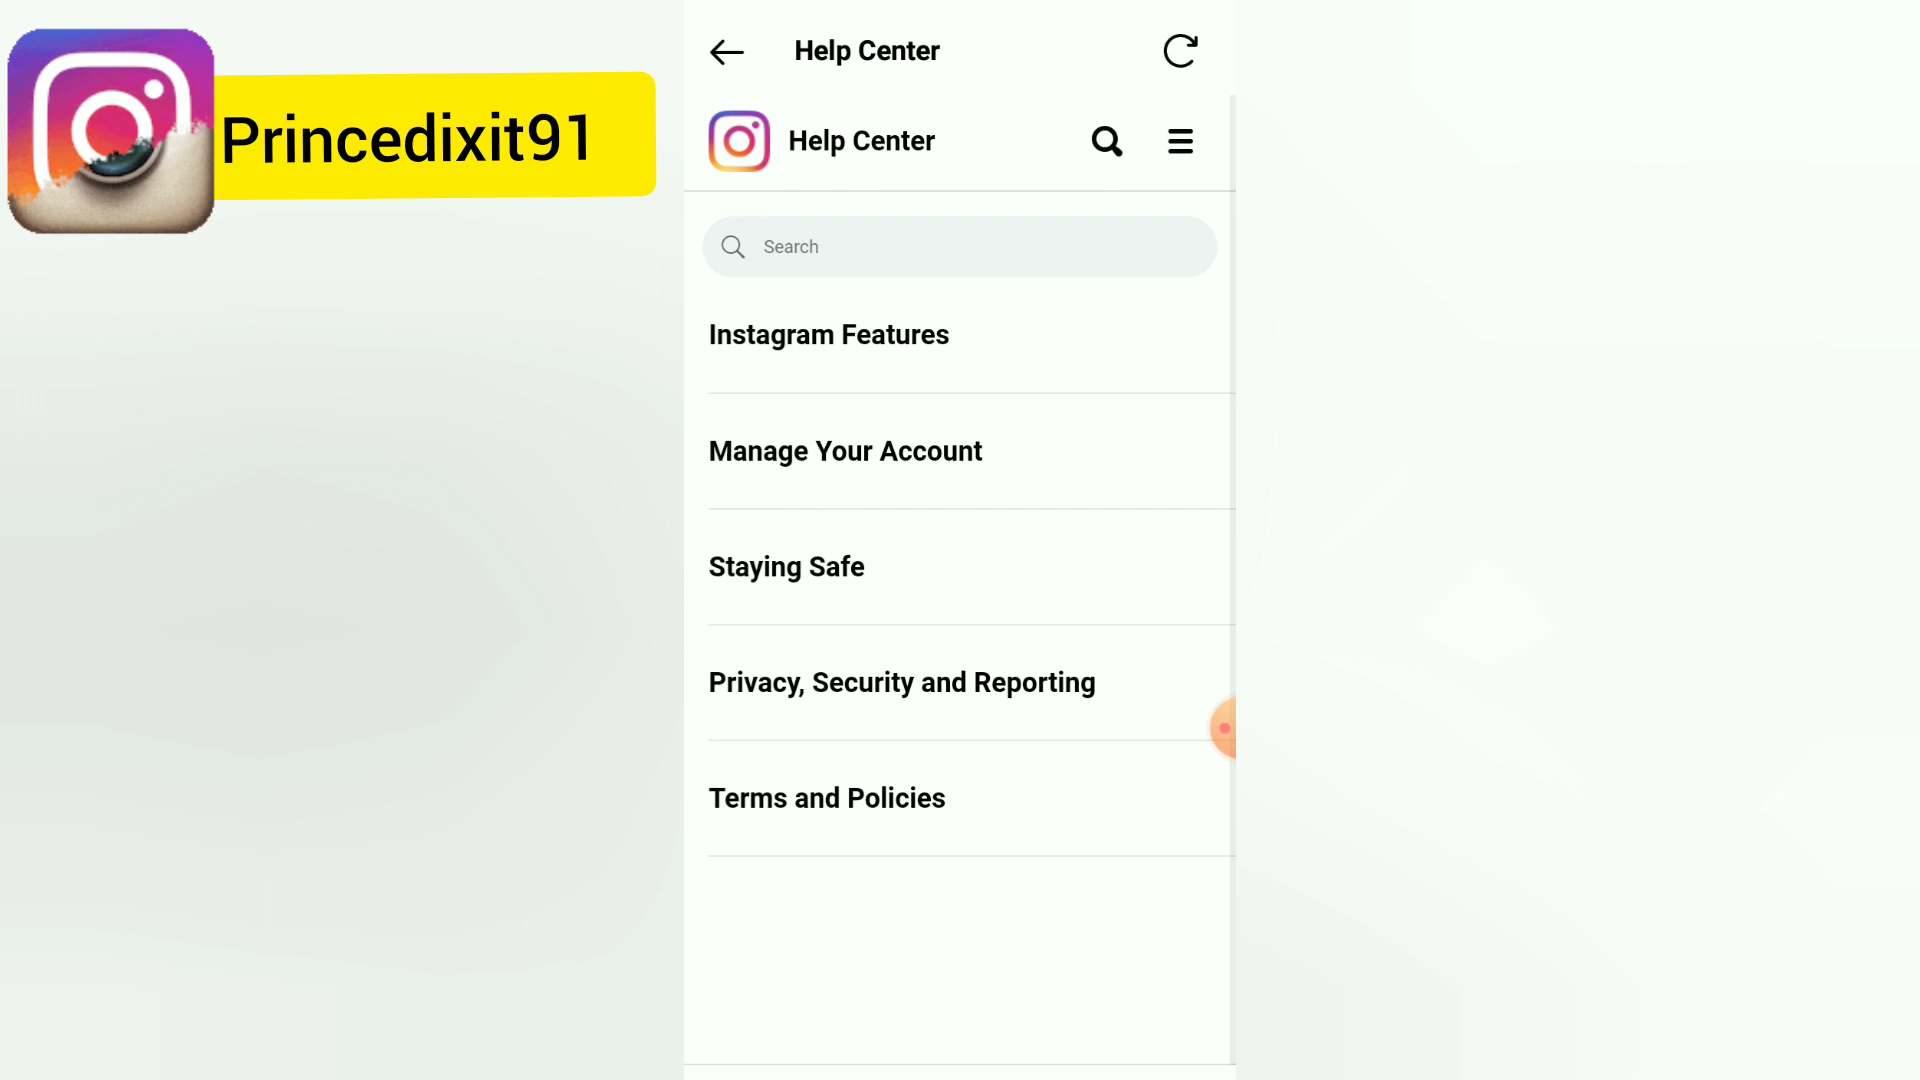 Princedixit91
Help Center
Help Center
Search
Instagram Features
Manage Your Account
Staying Safe
Privacy, Security and Reporting
Terms and Policies